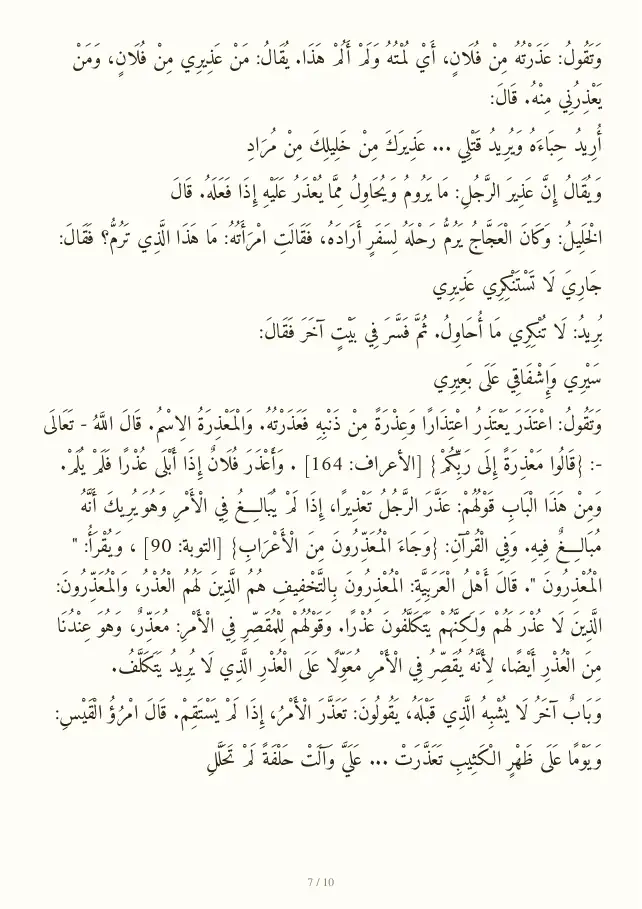 وَتَقُولُ: عَذَرْتُهُ مِنْ فُلَانٍ، أَيْ لُمْتُهُ وَلَمْ أَلُمْ هَذَا. يُقَالُ: مَنْ عَذِيرِي مِنْ فُلَانٍ، وَمَنْ
يَعْذِرُنِي مِنْهُ. قَالَ:
أُرِيدُ حِبَاءَهُ وَيُرِيدُ قَتْلِي ... عَذِيرَكَ مِنْ خَلِيلِكَ مِنْ مُرَادِ
وَيُقَالُ إِنَّ عَذِيرَ الرَّجُلِ: مَا يَرُومُ وَيُحَاوِلُ مِمَّا يُعْذَرُ عَلَيْهِ إِذَا فَعَلَهُ. قَالَ
الْخَلِيلُ: وَكَانَ الْعَجَّاجُ يَرُمُّ رَحْلَهُ لِسَفَرٍ أَرَادَهُ، فَقَالَتِ امْرَأَتُهُ: مَا هَذَا الَّذِي تَرُمُّ؟ فَقَالَ:
جَارِيَ لَا تَسْتَنْكِرِي عَذِيرِي
يُرِيدُ: لَا تُنْكِرِي مَا أُحَاوِلُ. ثُمَّ فَسَّرَ فِي بَيْتٍ آخَرَ فَقَالَ:
سَيْرِي وَإِشْفَاقِي عَلَى بَعِيرِي
وَتَقُولُ: اعْتَذَرَ يَعْتَذِرُ اعْتِذَارًا وَعِذْرَةً مِنْ ذَنْبِهِ فَعَذَرْتُهُ. وَالْمَعْذِرَةُ الِاسْمُ. قَالَ اللَّهُ - تَعَالَى
-: {قَالُوا مَعْذِرَةً إِلَى رَبِّكُمْ} [الأعراف: 164] . وَأَعْذَرَ فُلَانٌ إِذَا أَبْلَى عُذْرًا فَلَمْ يُلَمْ.
وَمِنْ هَذَا الْبَابِ قَوْلُهُمْ: عَذَّرَ الرَّجُلُ تَعْذِيرًا، إِذَا لَمْ يُبَالِغْ فِي الْأَمْرِ وَهُوَ يُرِيكَ أَنَّهُ
مُبَالِغٌ فِيهِ. وَفِي الْقُرْآنِ: {وَجَاءَ الْمُعَذِّرُونَ مِنَ الْأَعْرَابِ} [التوبة: 90] ، وَيُقْرَأُ: "
الْمُعْذِرُونَ ". قَالَ أَهْلُ الْعَرَبِيَّةِ: الْمُعْذِرُونَ بِالتَّخْفِيفِ هُمُ الَّذِينَ لَهُمُ الْعُذْرُ، وَالْمُعَذِّرُونَ:
الَّذِينَ لَا عُذْرَ لَهُمْ وَلَكِنَّهُمْ يَتَكَلَّفُونَ عُذْرًا. وَقَوْلُهُمْ لِلْمُقَصِّرِ فِي الْأَمْرِ: مُعَذِّرٌ، وَهُوَ عِنْدُنَا
مِنَ الْعُذْرِ أَيْضًا، لِأَنَّهُ يُقَصِّرُ فِي الْأَمْرِ مُعَوِّلًا عَلَى الْعُذْرِ الَّذِي لَا يُرِيدُ يَتَكَلَّفُ.
وَبَابٌ آخَرُ لَا يُشْبِهُ الَّذِي قَبْلَهُ، يَقُولُونَ: تَعَذَّرَ الْأَمْرُ، إِذَا لَمْ يَسْتَقِمْ. قَالَ امْرُؤُ الْقَيْسِ:
وَيَوْمًا عَلَى ظَهْرِ الْكَثِيبِ تَعَذَّرَتْ ... عَلَيَّ وَآلَتْ حَلْفَةً لَمْ تَحَلَّلِ
7 / 10